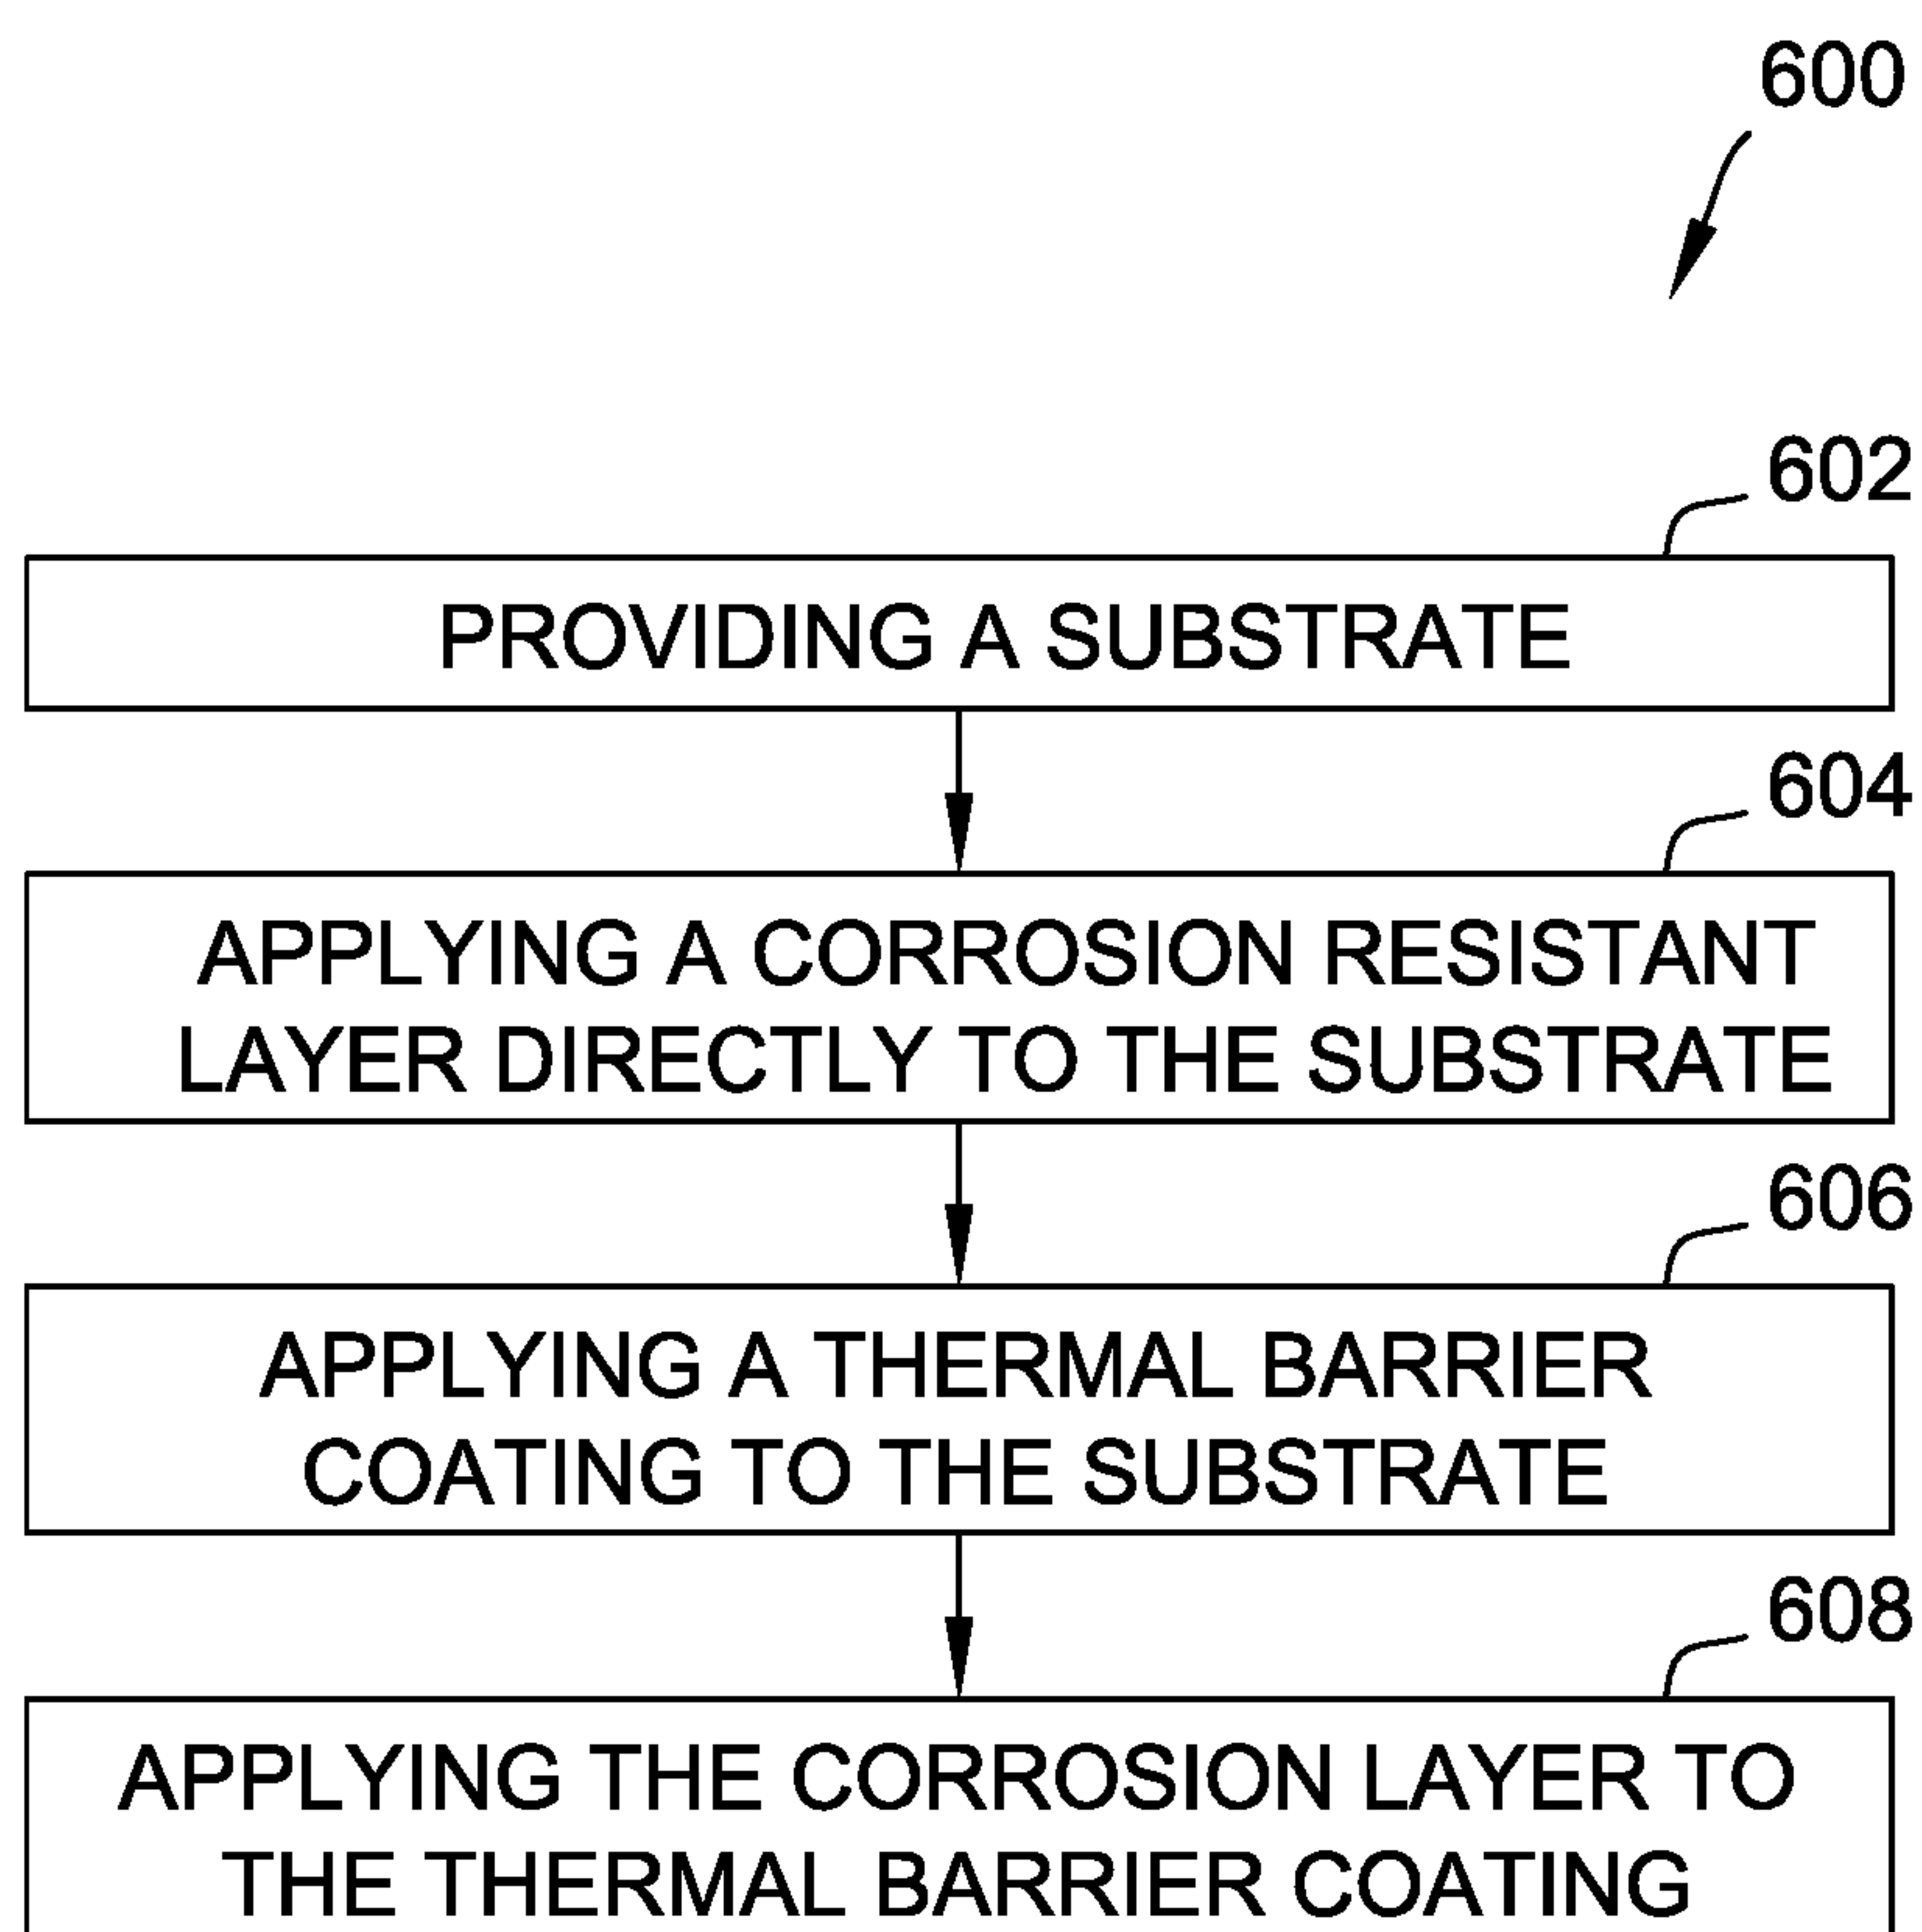 600
602
PROVIDING A SUBSTRATE
604
APPLYING A CORROSION RESISTANT
LAYER DIRECTLY TO THE SUBSTRATE
606
APPLYING A THERMAL BARRIER
COATING TO THE SUBSTRATE
608
APPLYING THE CORROSION LAYER TO
THE THERMAL BARRIER COATING